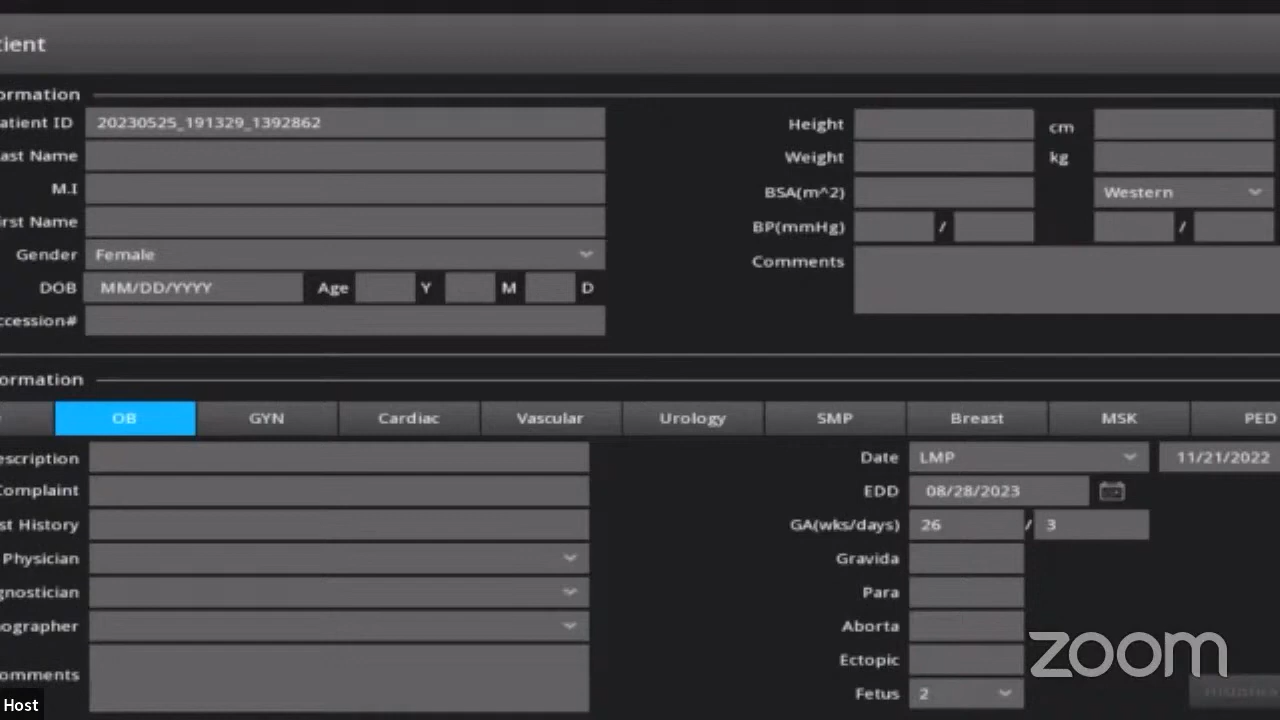 tient
ormation
atient ID 20230525_191329_1392862
ast Name
M.I
irst Name
Gender Female
DOB MM/DD/YYYY Age Y M D
ccession#
Height cm
Weight kg
BSA(m^2) Western
BP(mmHg) / /
Comments
ormation
OB GYN Cardiac Vascular Urology SMP Breast MSK PED
escription
Complaint
st History
Physician
gnostician
ographer
omments
Date LMP 11/21/2022
EDD 08/28/2023
GA(wks/days) 26 / 3
Gravida
Para
Aborta
Ectopic
Fetus 2
zoom
Host